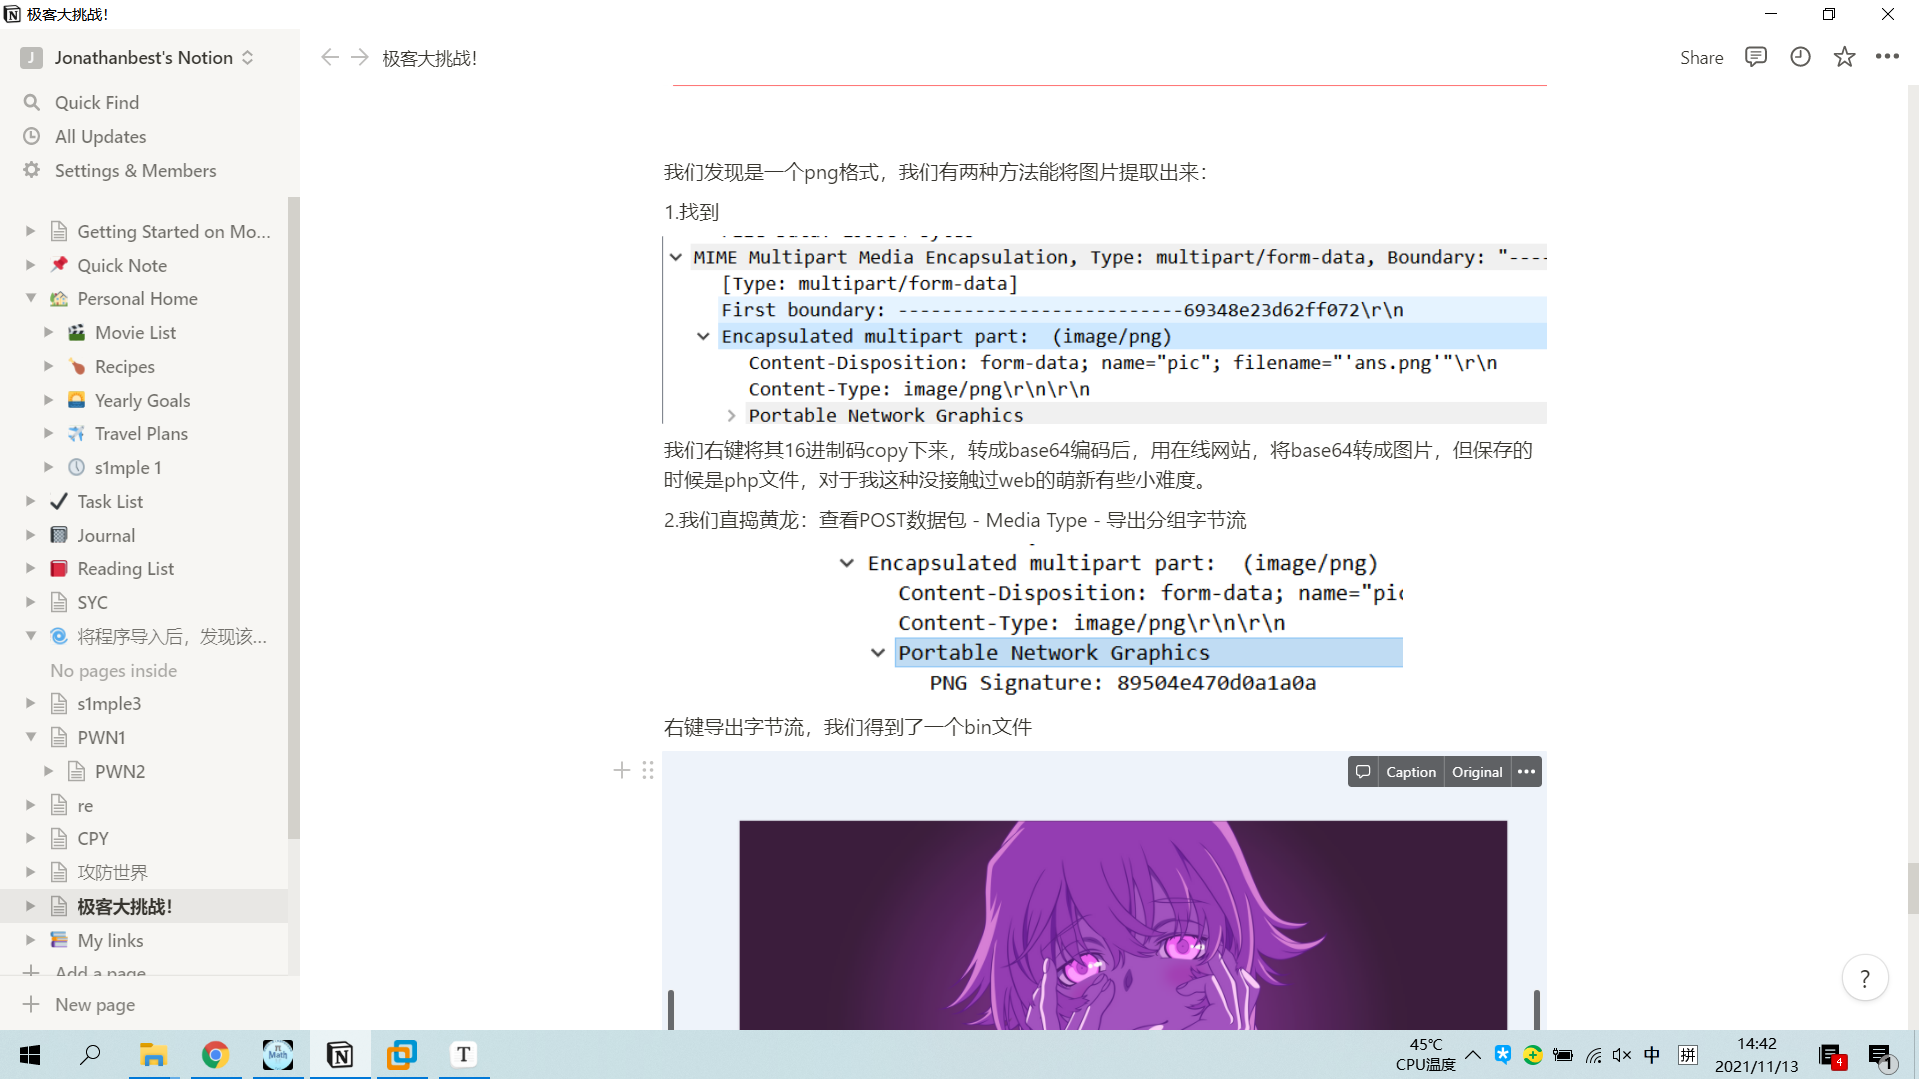 极客大挑战！
J Jonathanbest's Notion
极客大挑战！
Share
Quick Find
All Updates
Settings & Members
Getting Started on Mo...
Quick Note
Personal Home
Movie List
Recipes
Yearly Goals
Travel Plans
s1mple 1
Task List
Journal
Reading List
SYC
将程序导入后，发现该...
No pages inside
s1mple3
PWN1
PWN2
re
CPY
攻防世界
极客大挑战！
My links
Add a page
New page
我们发现是一个png格式，我们有两种方法能将图片提取出来：
1.找到
MIME Multipart Media Encapsulation, Type: multipart/form-data, Boundary: "----
[Type: multipart/form-data]
First boundary: --------------------------69348e23d62ff072\r\n
Encapsulated multipart part:  (image/png)
Content-Disposition: form-data; name="pic"; filename="'ans.png'"\r\n
Content-Type: image/png\r\n\r\n
Portable Network Graphics
我们右键将其16进制码copy下来，转成base64编码后，用在线网站，将base64转成图片，但保存的
时候是php文件，对于我这种没接触过web的萌新有些小难度。
2.我们直捣黄龙：查看POST数据包 - Media Type - 导出分组字节流
Encapsulated multipart part:  (image/png)
Content-Disposition: form-data; name="pic
Content-Type: image/png\r\n\r\n
Portable Network Graphics
PNG Signature: 89504e470d0a1a0a
右键导出字节流，我们得到了一个bin文件
Caption Original
?
π Math
T
45℃
CPU温度
中
拼
14:42
2021/11/13
4
1